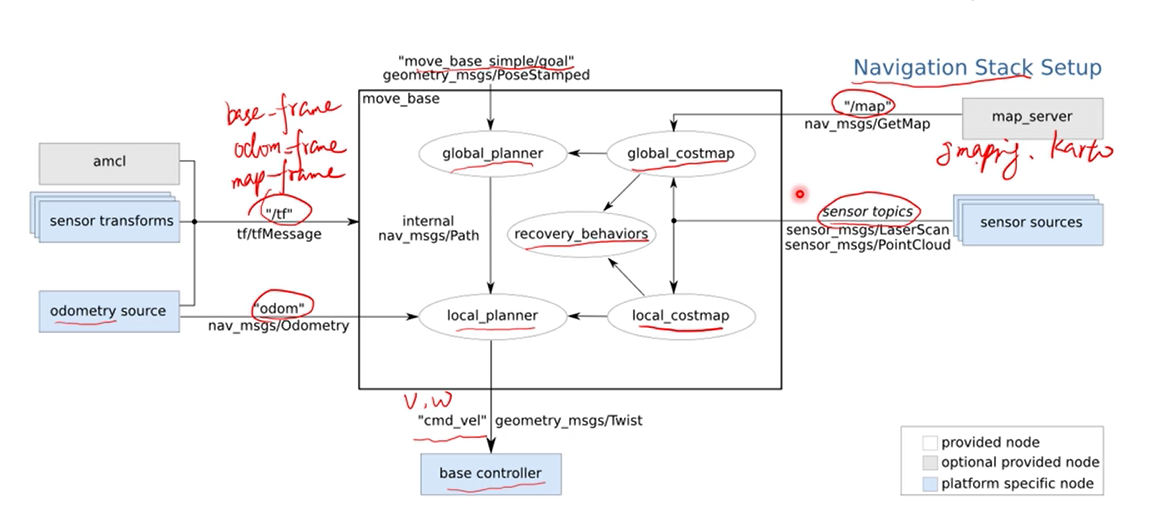 "move_base_simple/goal"
geometry_msgs/PoseStamped
Navigation Stack Setup
move_base
"/map"
nav_msgs/GetMap
map_server
gmapping. Karto
base-frame
odom-frame
map-frame
amcl
global_planner
global_costmap
sensor transforms
"/tf"
tf/tfMessage
internal
nav_msgs/Path
recovery_behaviors
sensor topics
sensor_msgs/LaserScan
sensor_msgs/PointCloud
sensor sources
odometry source
"odom"
nav_msgs/Odometry
local_planner
local_costmap
v, w
"cmd_vel"
geometry_msgs/Twist
base controller
provided node
optional provided node
platform specific node